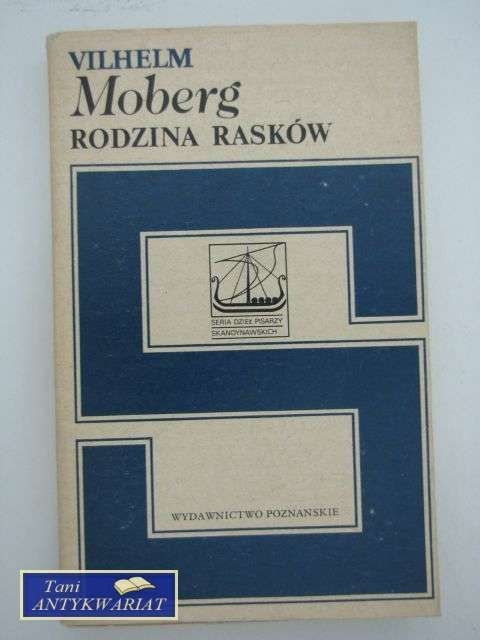 VILHELM
Moberg
RODZINA RASKÓW
SERIA DZIEŁ PISARZY
SKANDYNAWSKICH
WYDAWNICTWO POZNAŃSKIE
Tani
ANTYKWARIAT